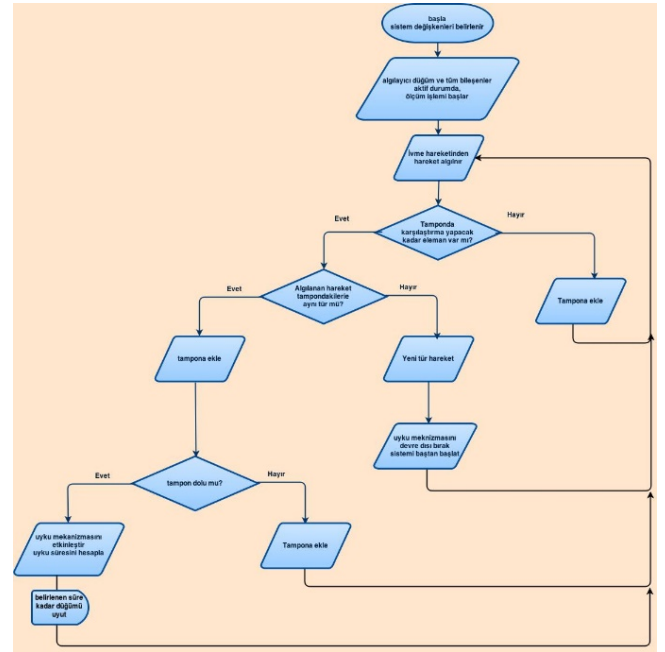 başla
sistem değişkenleri belirlenir
algılayıcı düğüm ve tüm bileşenler
aktif durumda,
ölçüm işlemi başlar
İvme hareketinden
hareket algılnır
Evet
Tamponda
karşılaştırma yapacak
kadar eleman var mı?
Hayır
Evet
Algılanan hareket
tampondakilerle
aynı tür mü?
Hayır
Tampona ekle
tampona ekle
Yeni tür hareket
uyku meknizmasını
devre dısı bırak
sistemi baştan başlat
Evet
tampon dolu mu?
Hayır
uyku mekanizmasını
etkinleştir
uyku süresini hesapla
Tampona ekle
belirlenen süre
kadar düğümü
uyut